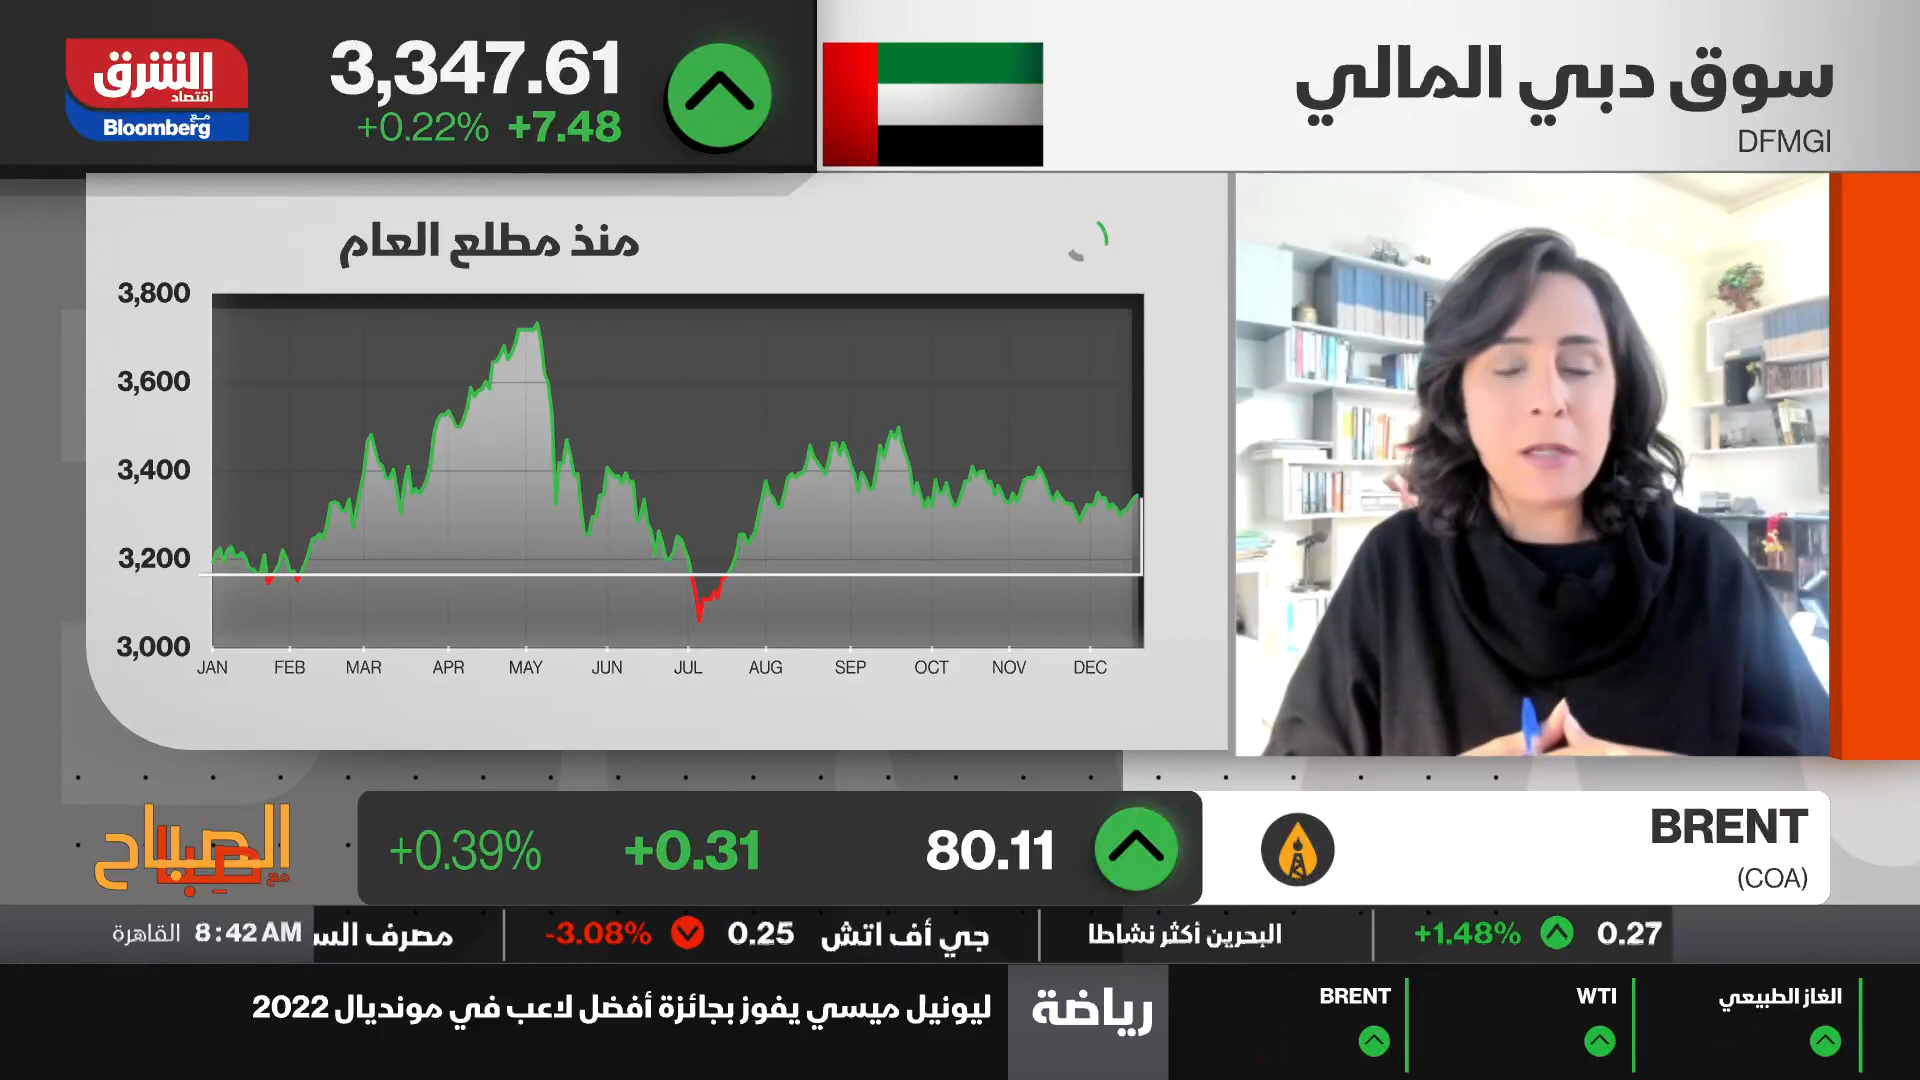 الشرق
اقتصاد
مع
Bloomberg
3,347.61
+0.22% +7.48
سوق دبي المالي
DFMGI
منذ مطلع العام
3,800
3,600
3,400
3,200
3,000
JAN FEB MAR APR MAY JUN JUL AUG SEP OCT NOV DEC
BRENT
(COA)
80.11
+0.31
+0.39%
الصباح
مع صبا
0.27 +1.48%
البحرين أكثر نشاطا
جي أف اتش 0.25 -3.08%
مصرف الس
8:42 AM القاهرة
رياضة
ليونيل ميسي يفوز بجائزة أفضل لاعب في مونديال 2022
الغاز الطبيعي
WTI
BRENT